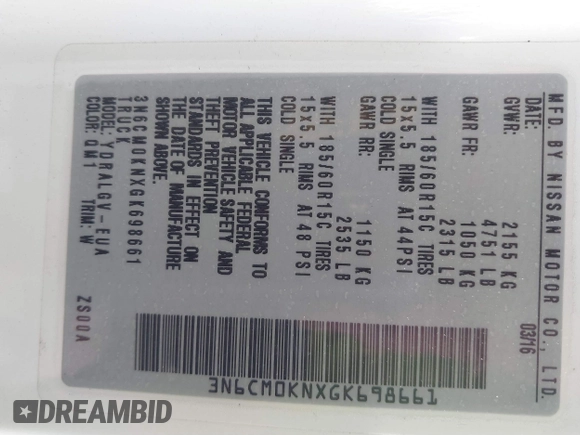 MFD. BY NISSAN MOTOR CO., LTD.
DATE: 03/16
GVWR: 2155 KG
4751 LB
GAWR FR: 1050 KG
2315 LB
WITH 185/60R15C TIRES
15x5.5 RIMS AT 44PSI
COLD SINGLE
GAWR RR: 1150 KG
2535 LB
WITH 185/60R15C TIRES
15x5.5 RIMS AT 48 PSI
COLD SINGLE
THIS VEHICLE CONFORMS TO
ALL APPLICABLE FEDERAL
MOTOR VEHICLE SAFETY AND
THEFT PREVENTION
STANDARDS IN EFFECT ON
THE DATE OF MANUFACTURE
SHOWN ABOVE.
3N6CM0KNXGK698661
TRUCK
MODEL: YDRALGV-EUA
COLOR: QM1 TRIM: W ZS00A
3N6CM0KNXGK698661
DREAMBID